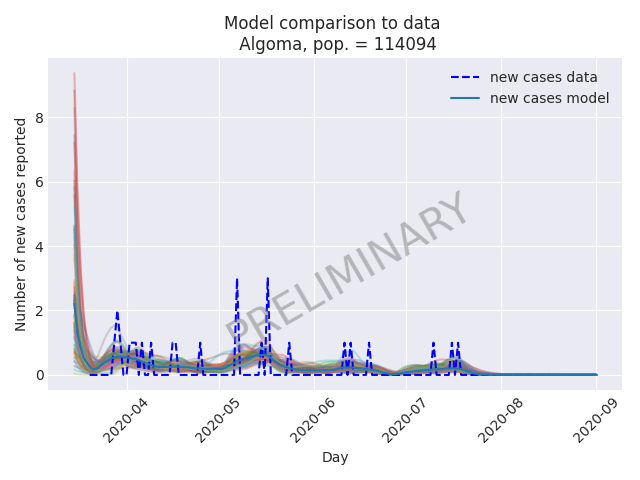 Model comparison to data
Algoma, pop. = 114094
new cases data
new cases model
Number of new cases reported
8
6
4
2
0
PRELIMINARY
2020-04
2020-05
2020-06
2020-07
2020-08
2020-09
Day